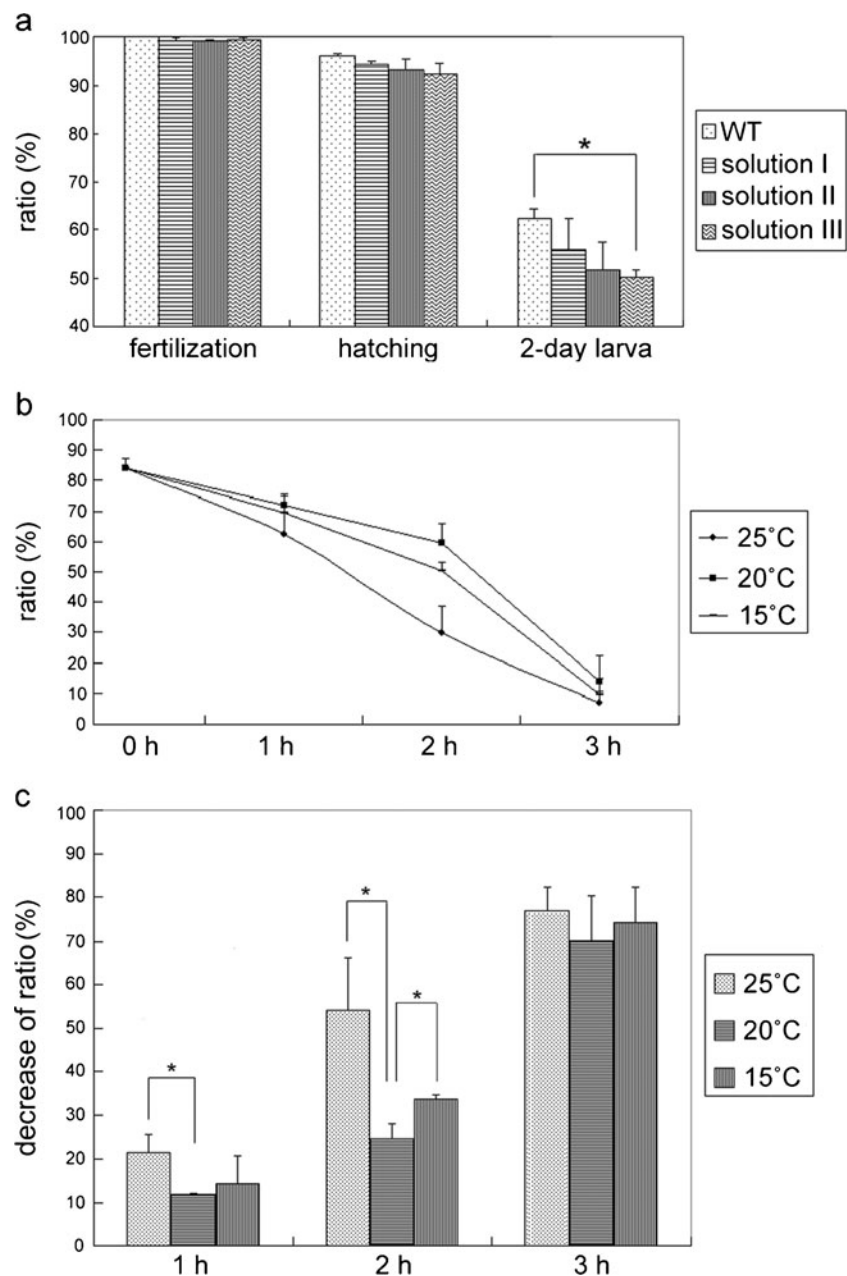 a
100
90
80
70
60
50
40
ratio (%)
*
fertilization
hatching
2-day larva
WT
solution I
solution II
solution III
b
100
90
80
70
60
50
40
30
20
10
0
ratio (%)
0 h
1 h
2 h
3 h
25˚C
20˚C
15˚C
c
100
90
80
70
60
50
40
30
20
10
0
decrease of ratio (%)
*
*
*
1 h
2 h
3 h
25˚C
20˚C
15˚C